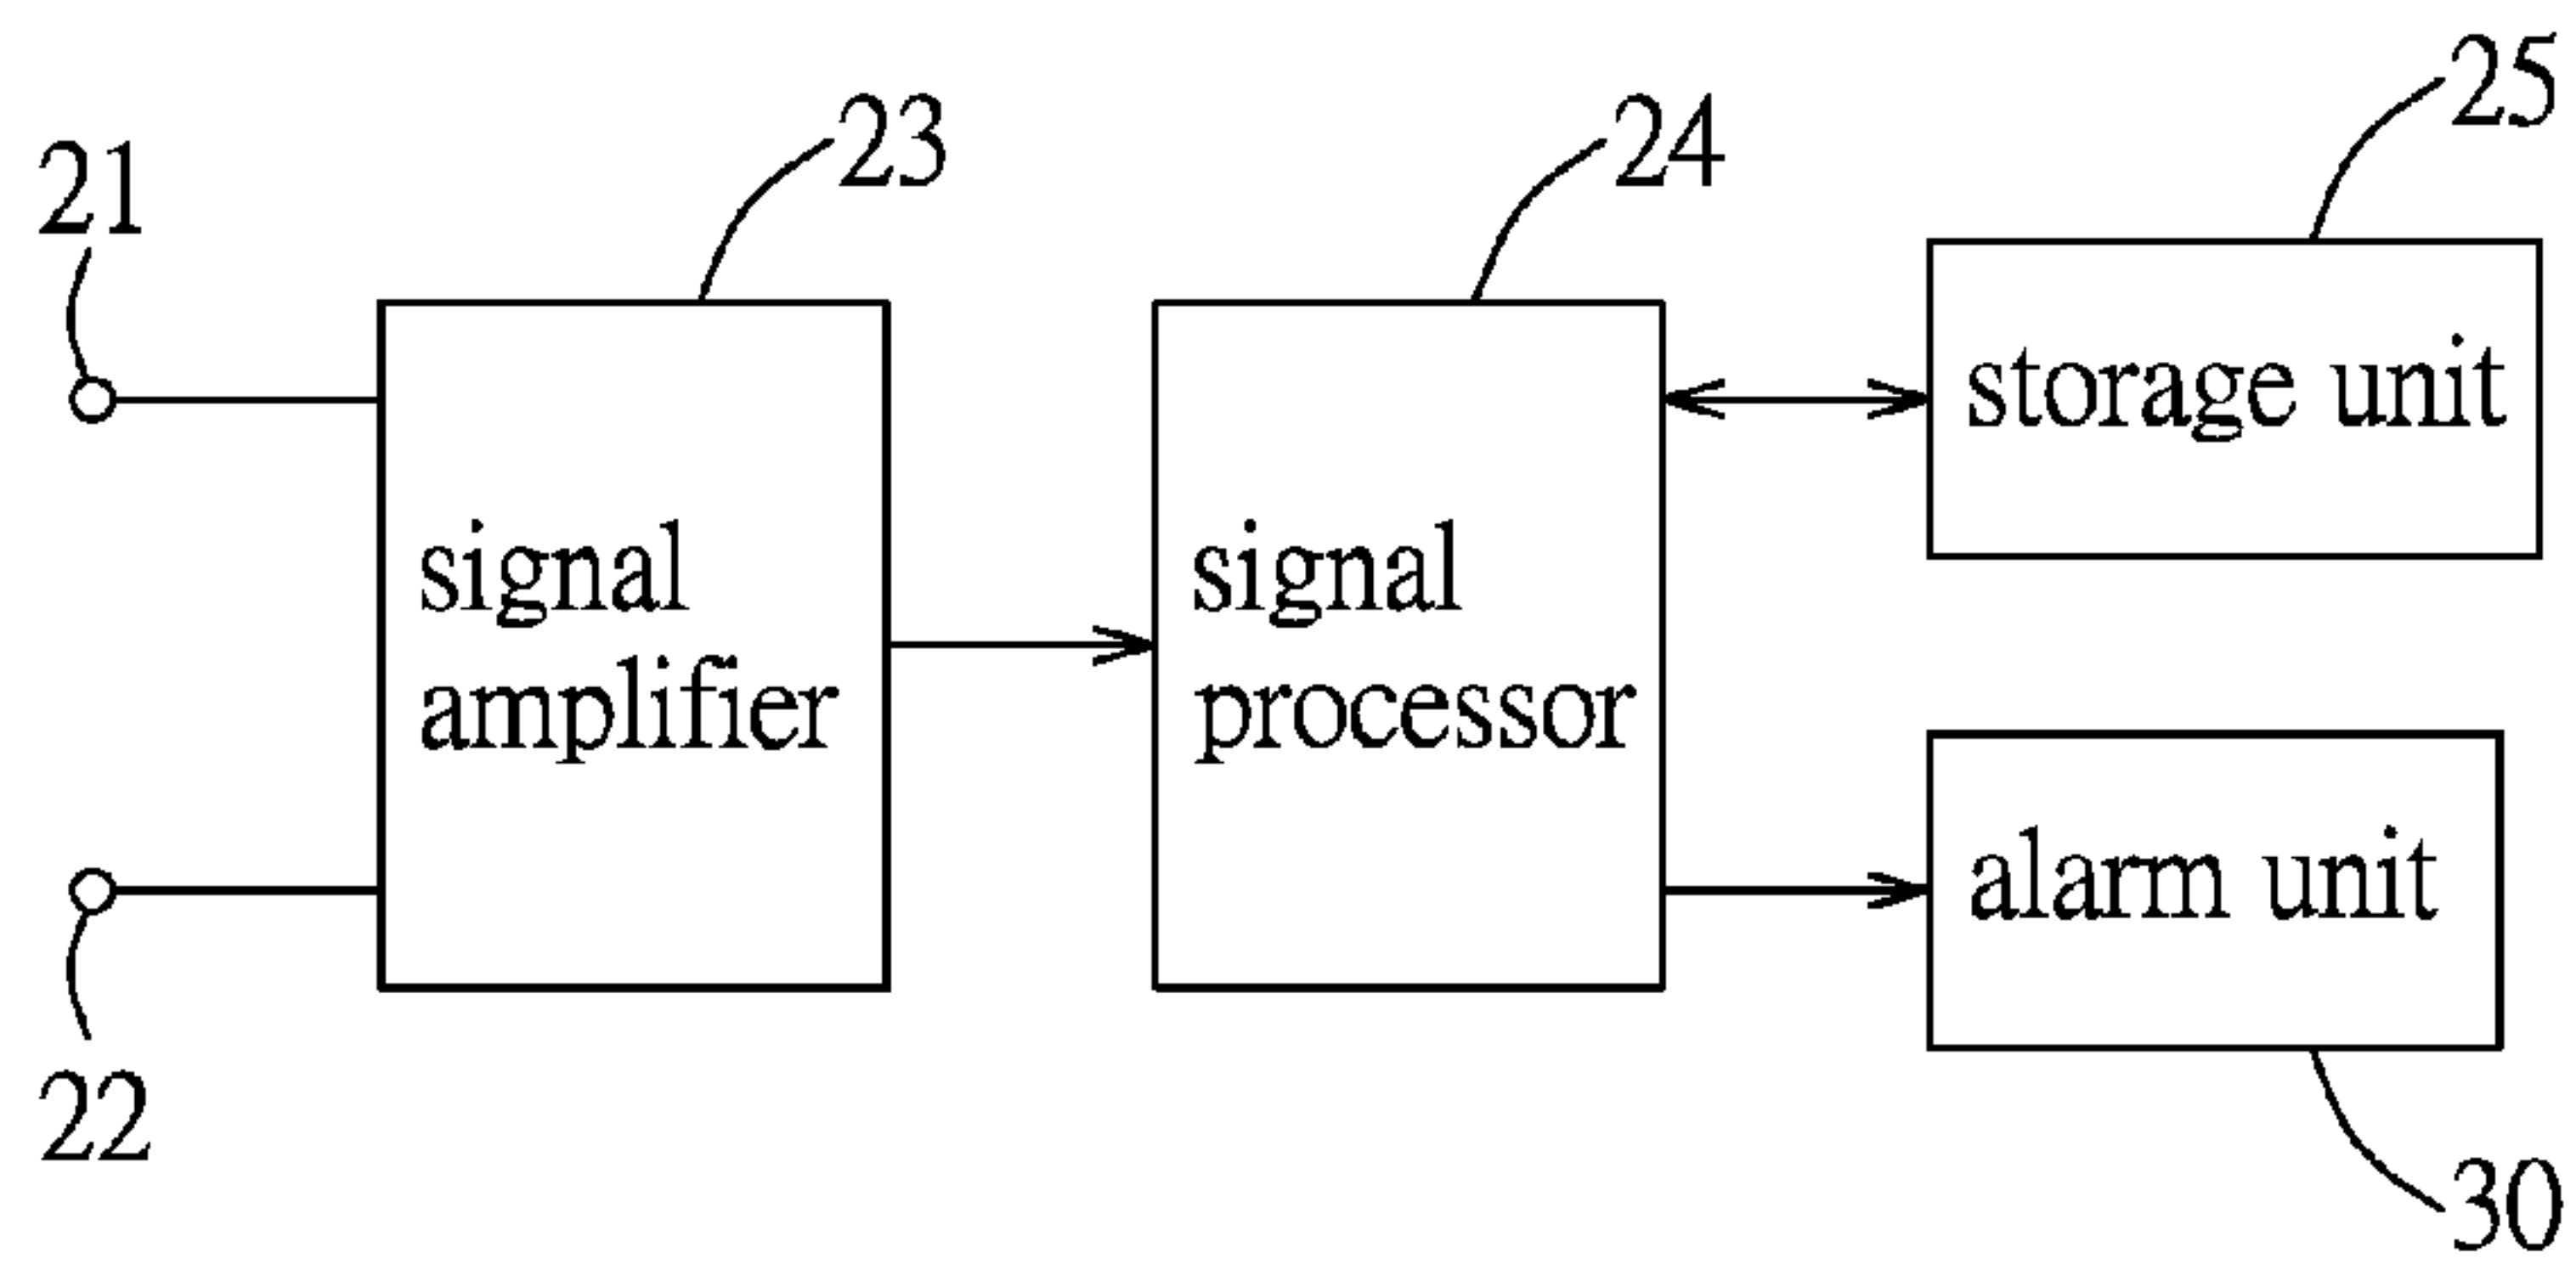 21
23
24
25
signal
amplifier
signal
processor
storage unit
alarm unit
22
30